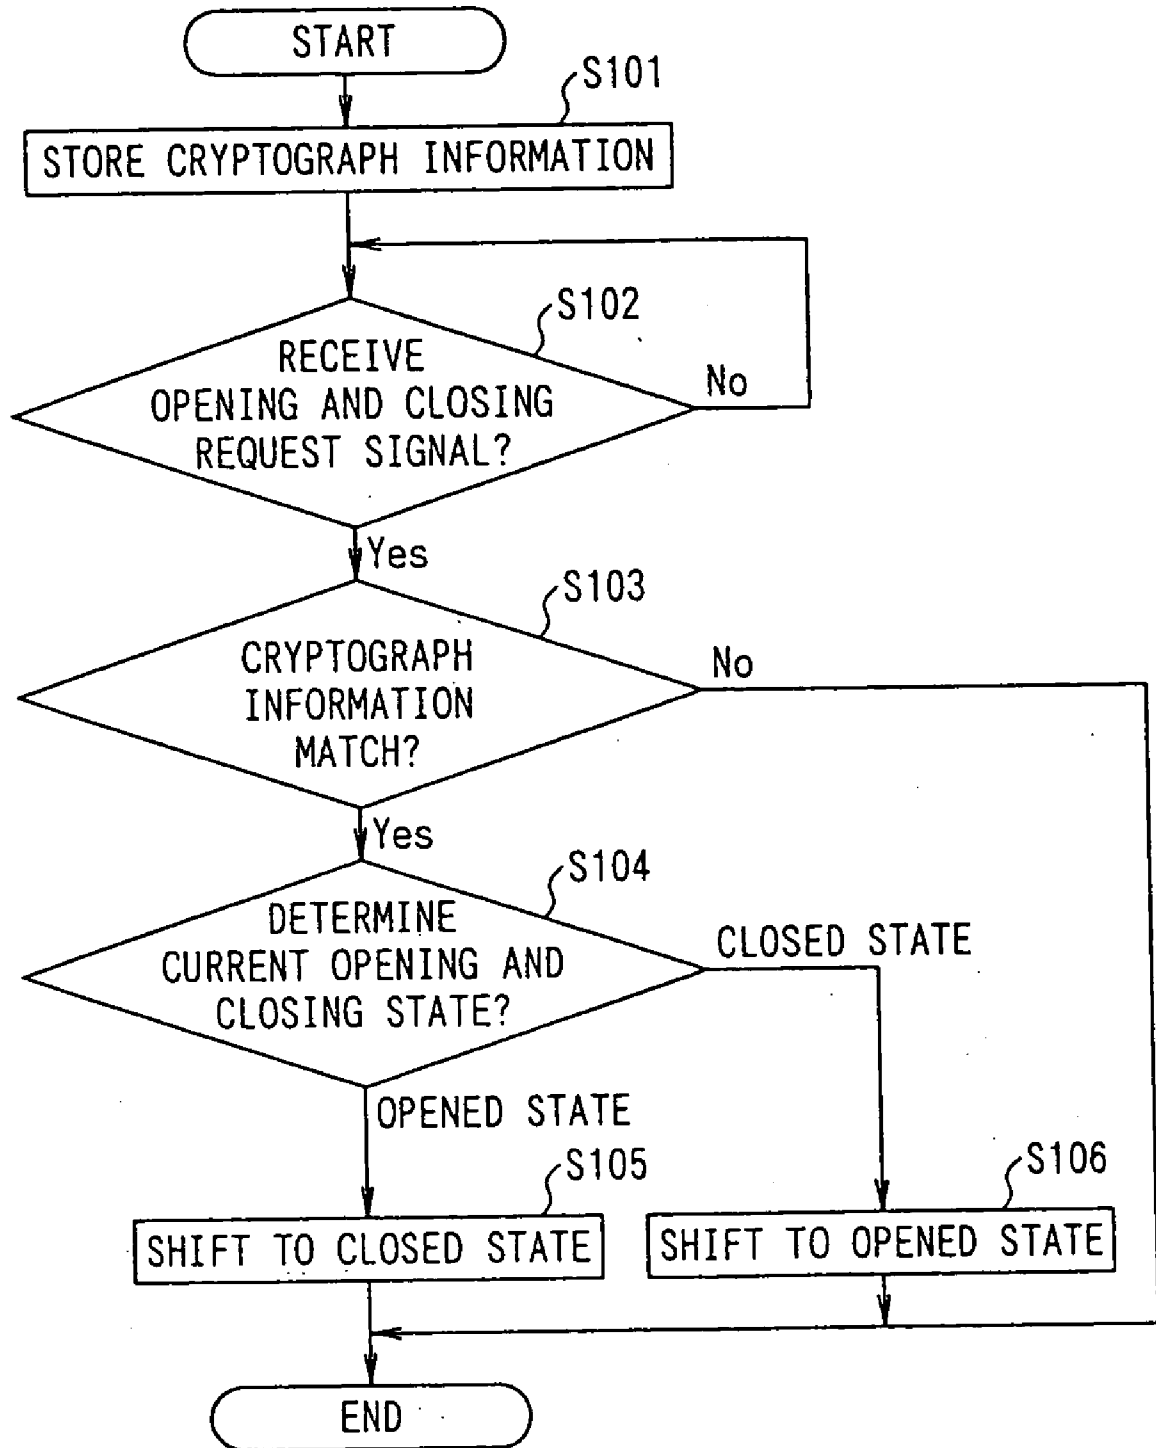 START
S101
STORE CRYPTOGRAPH INFORMATION
S102
RECEIVE
OPENING AND CLOSING
REQUEST SIGNAL?
No
Yes
S103
CRYPTOGRAPH
INFORMATION
MATCH?
No
Yes
S104
DETERMINE
CURRENT OPENING AND
CLOSING STATE?
CLOSED STATE
OPENED STATE
S105
SHIFT TO CLOSED STATE
S106
SHIFT TO OPENED STATE
END